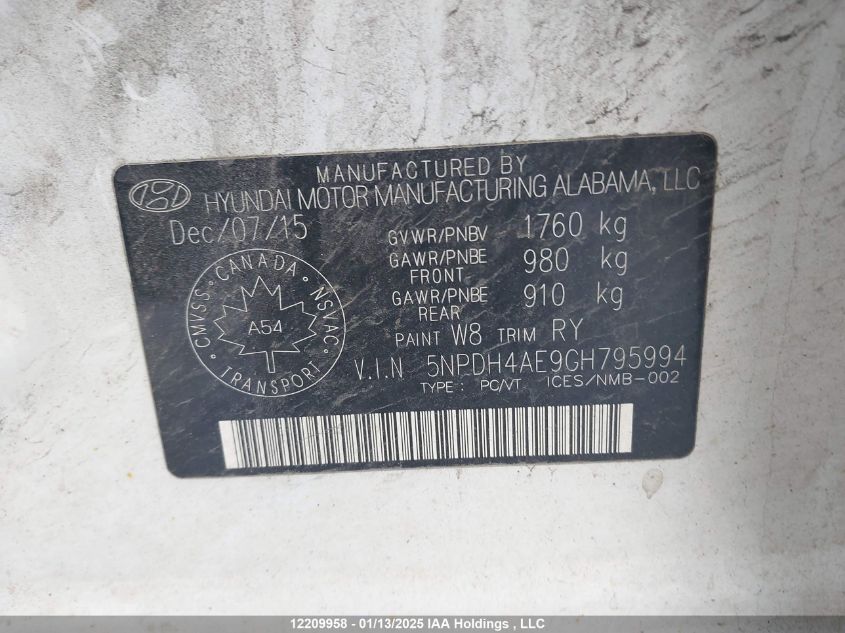 MANUFACTURED BY
HYUNDAI MOTOR MANUFACTURING ALABAMA, LLC
Dec/07/15
GVWR/PNBV 1760 kg
GAWR/PNBE FRONT 980 kg
GAWR/PNBE REAR 910 kg
CMVSS CANADA NSVAC
A54
TRANSPORT
PAINT W8 TRIM RY
V.I.N 5NPDH4AE9GH795994
TYPE: PC/VT ICES/NMB-002
12209958 - 01/13/2025 IAA Holdings , LLC